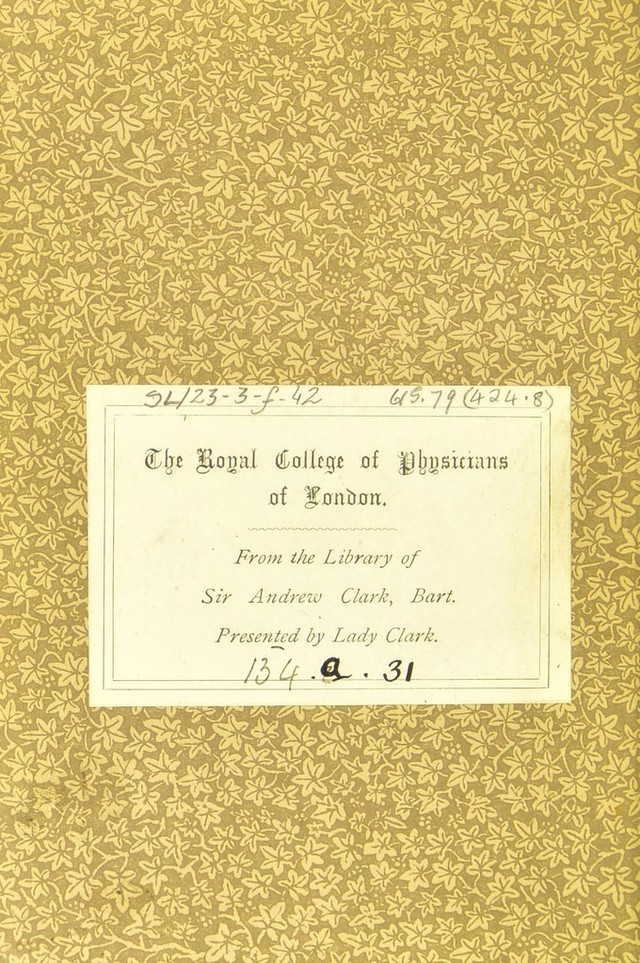 SL/23-3-f-42 615.79(424.8)
The Royal College of Physicians
of London.
From the Library of
Sir Andrew Clark, Bart.
Presented by Lady Clark.
134.a.31